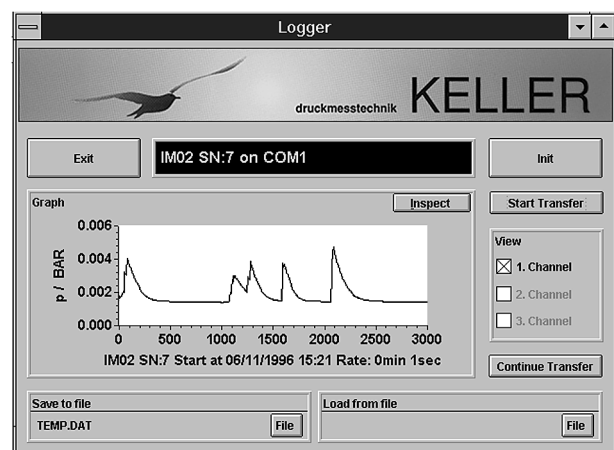 Logger
druckmesstechnik KELLER
Exit
IM02 SN:7 on COM1
Init
Graph
Inspect
Start Transfer
0.006
0.004
0.002
0.000
p / BAR
0 500 1000 1500 2000 2500 3000
IM02 SN:7 Start at 06/11/1996 15:21 Rate: 0min 1sec
View
1. Channel
2. Channel
3. Channel
Continue Transfer
Save to file
TEMP.DAT File
Load from file
File